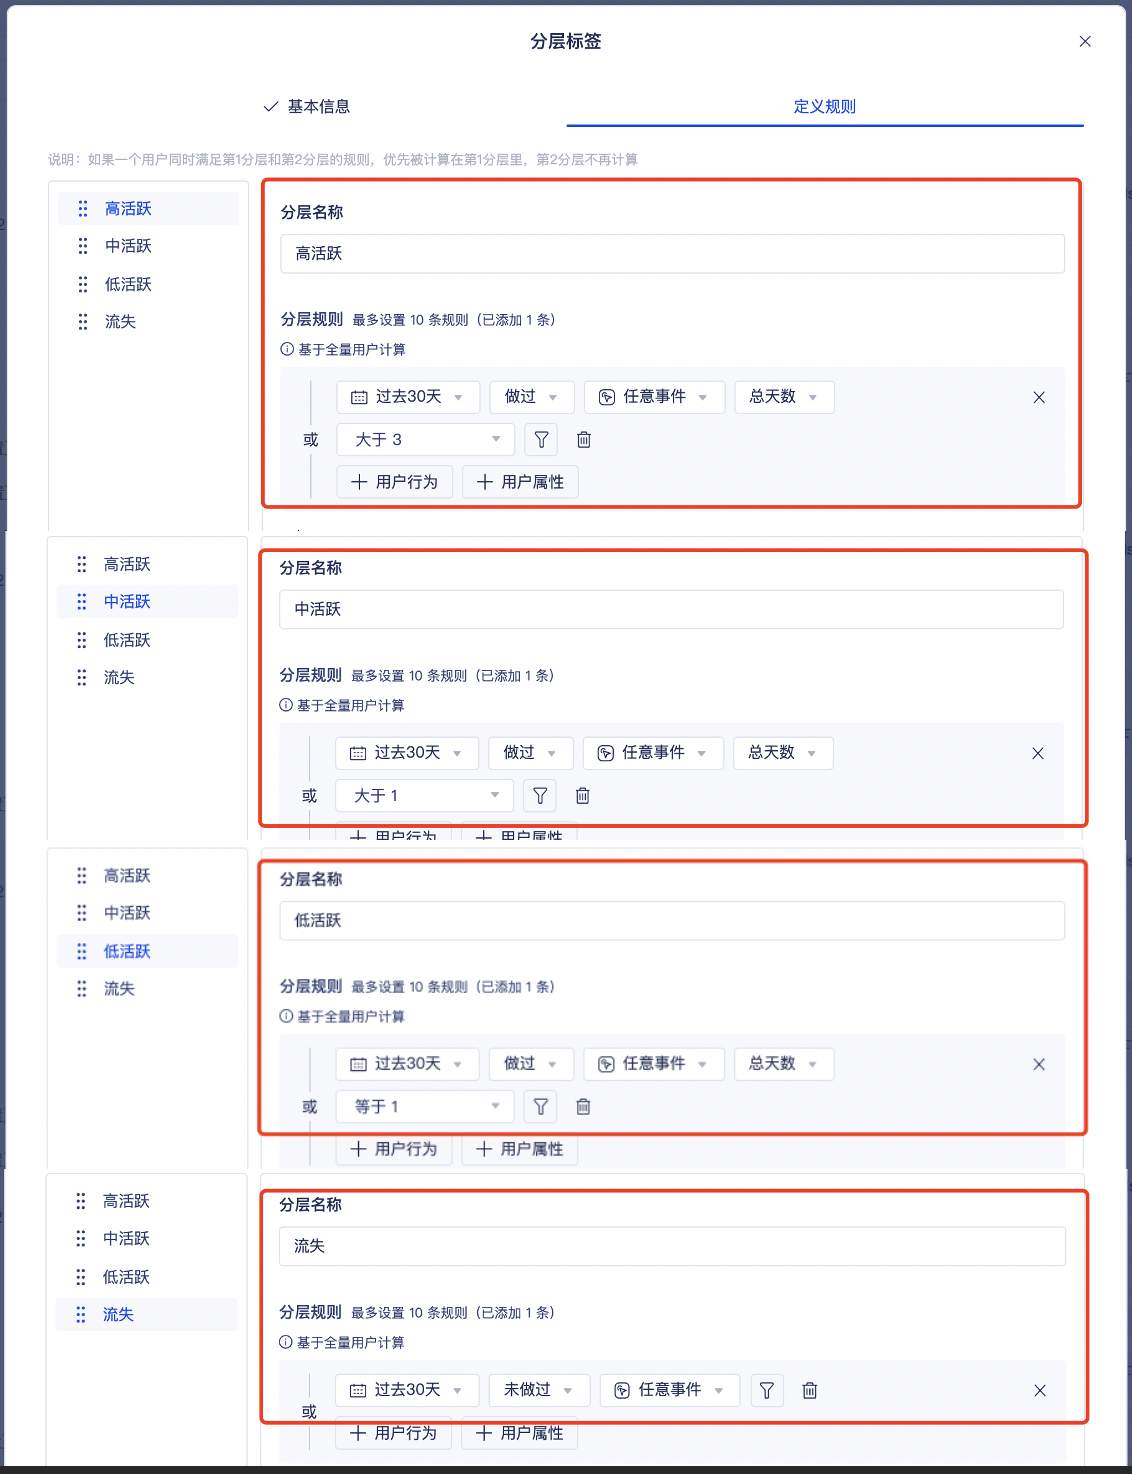 分层标签
基本信息
定义规则
说明：如果一个用户同时满足第1分层和第2分层的规则，优先被计算在第1分层里，第2分层不再计算
高活跃
中活跃
低活跃
流失
分层名称
高活跃
分层规则 最多设置 10 条规则（已添加 1 条）
基于全量用户计算
过去30天 做过 任意事件 总天数
或 大于 3
用户行为 用户属性
高活跃
中活跃
低活跃
流失
分层名称
中活跃
分层规则 最多设置 10 条规则（已添加 1 条）
基于全量用户计算
过去30天 做过 任意事件 总天数
或 大于 1
用户行为 用户属性
高活跃
中活跃
低活跃
流失
分层名称
低活跃
分层规则 最多设置 10 条规则（已添加 1 条）
基于全量用户计算
过去30天 做过 任意事件 总天数
或 等于 1
用户行为 用户属性
高活跃
中活跃
低活跃
流失
分层名称
流失
分层规则 最多设置 10 条规则（已添加 1 条）
基于全量用户计算
过去30天 未做过 任意事件
或
用户行为 用户属性